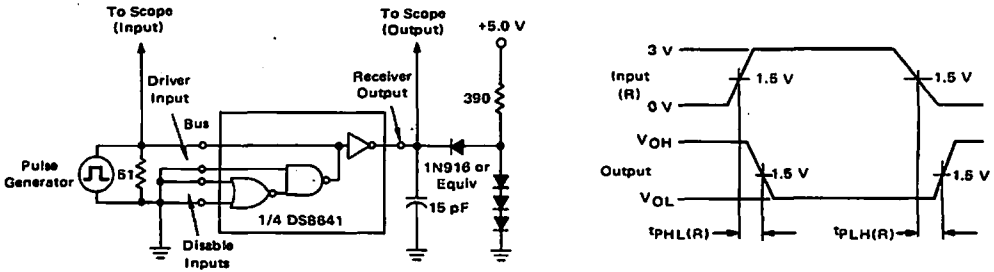 To Scope
(Input)
To Scope
(Output)
+5.0 V
Receiver
Output
390
Driver
Input
Bus
Pulse
Generator
51
1N916 or
Equiv
15 pF
1/4 DS8841
Disable
Inputs
3 V
Input
(R)
0 V
1.5 V
1.5 V
VOH
Output
VOL
1.5 V
1.5 V
tPHL(R)
tPLH(R)